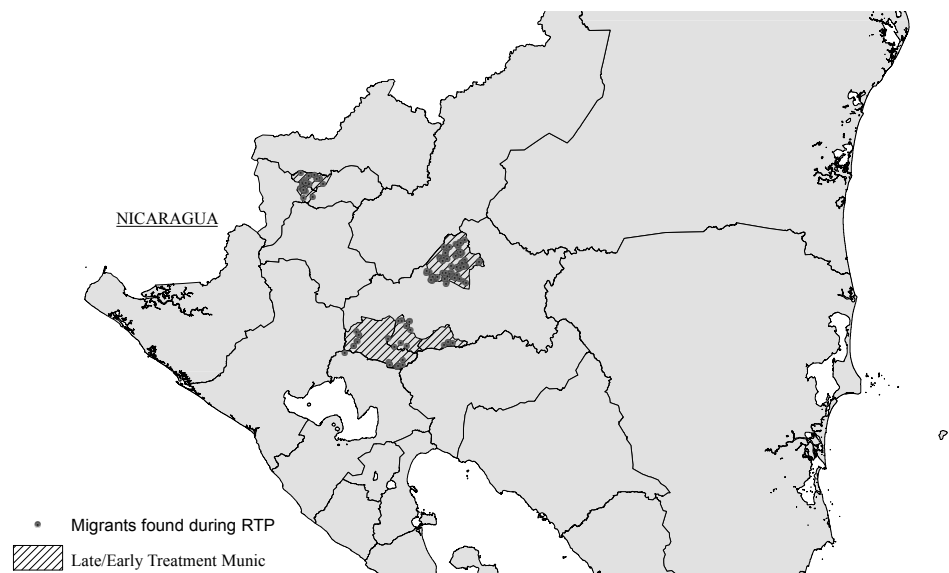 NICARAGUA
Migrants found during RTP
Late/Early Treatment Munic